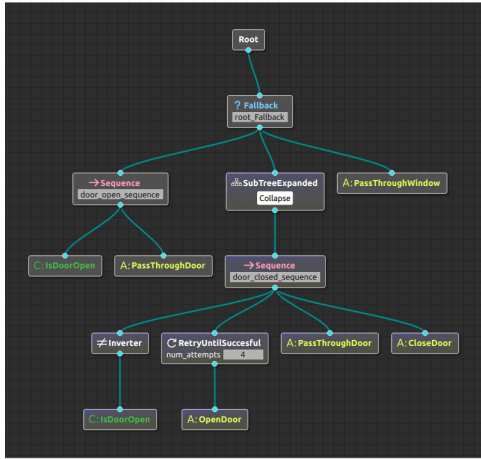 Root
? Fallback
root_Fallback
→Sequence
door_open_sequence
SubTreeExpanded
Collapse
A: PassThroughWindow
C: IsDoorOpen
A: PassThroughDoor
→Sequence
door_closed_sequence
≠Inverter
RetryUntilSuccesful
num_attempts 4
A: PassThroughDoor
A: CloseDoor
C: IsDoorOpen
A: OpenDoor